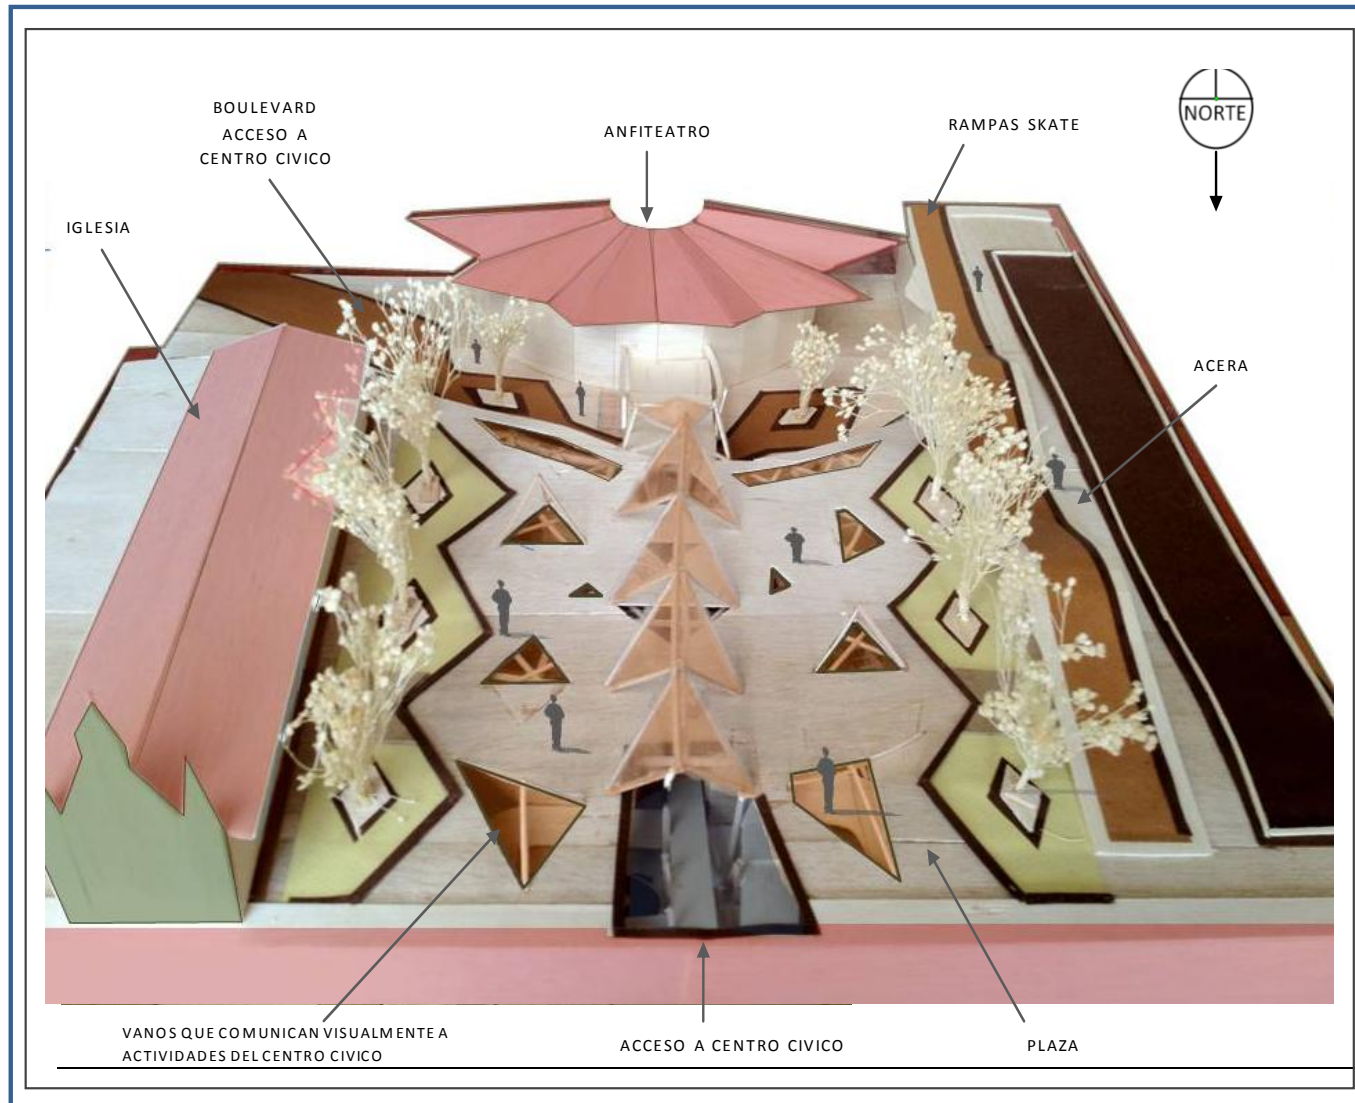 BOULEVARD
ACCESO A
CENTRO CIVICO
ANFITEATRO
RAMPAS SKATE
NORTE
IGLESIA
ACERA
VANOS QUE COMUNICAN VISUALMENTE A
ACTIVIDADES DEL CENTRO CIVICO
ACCESO A CENTRO CIVICO
PLAZA